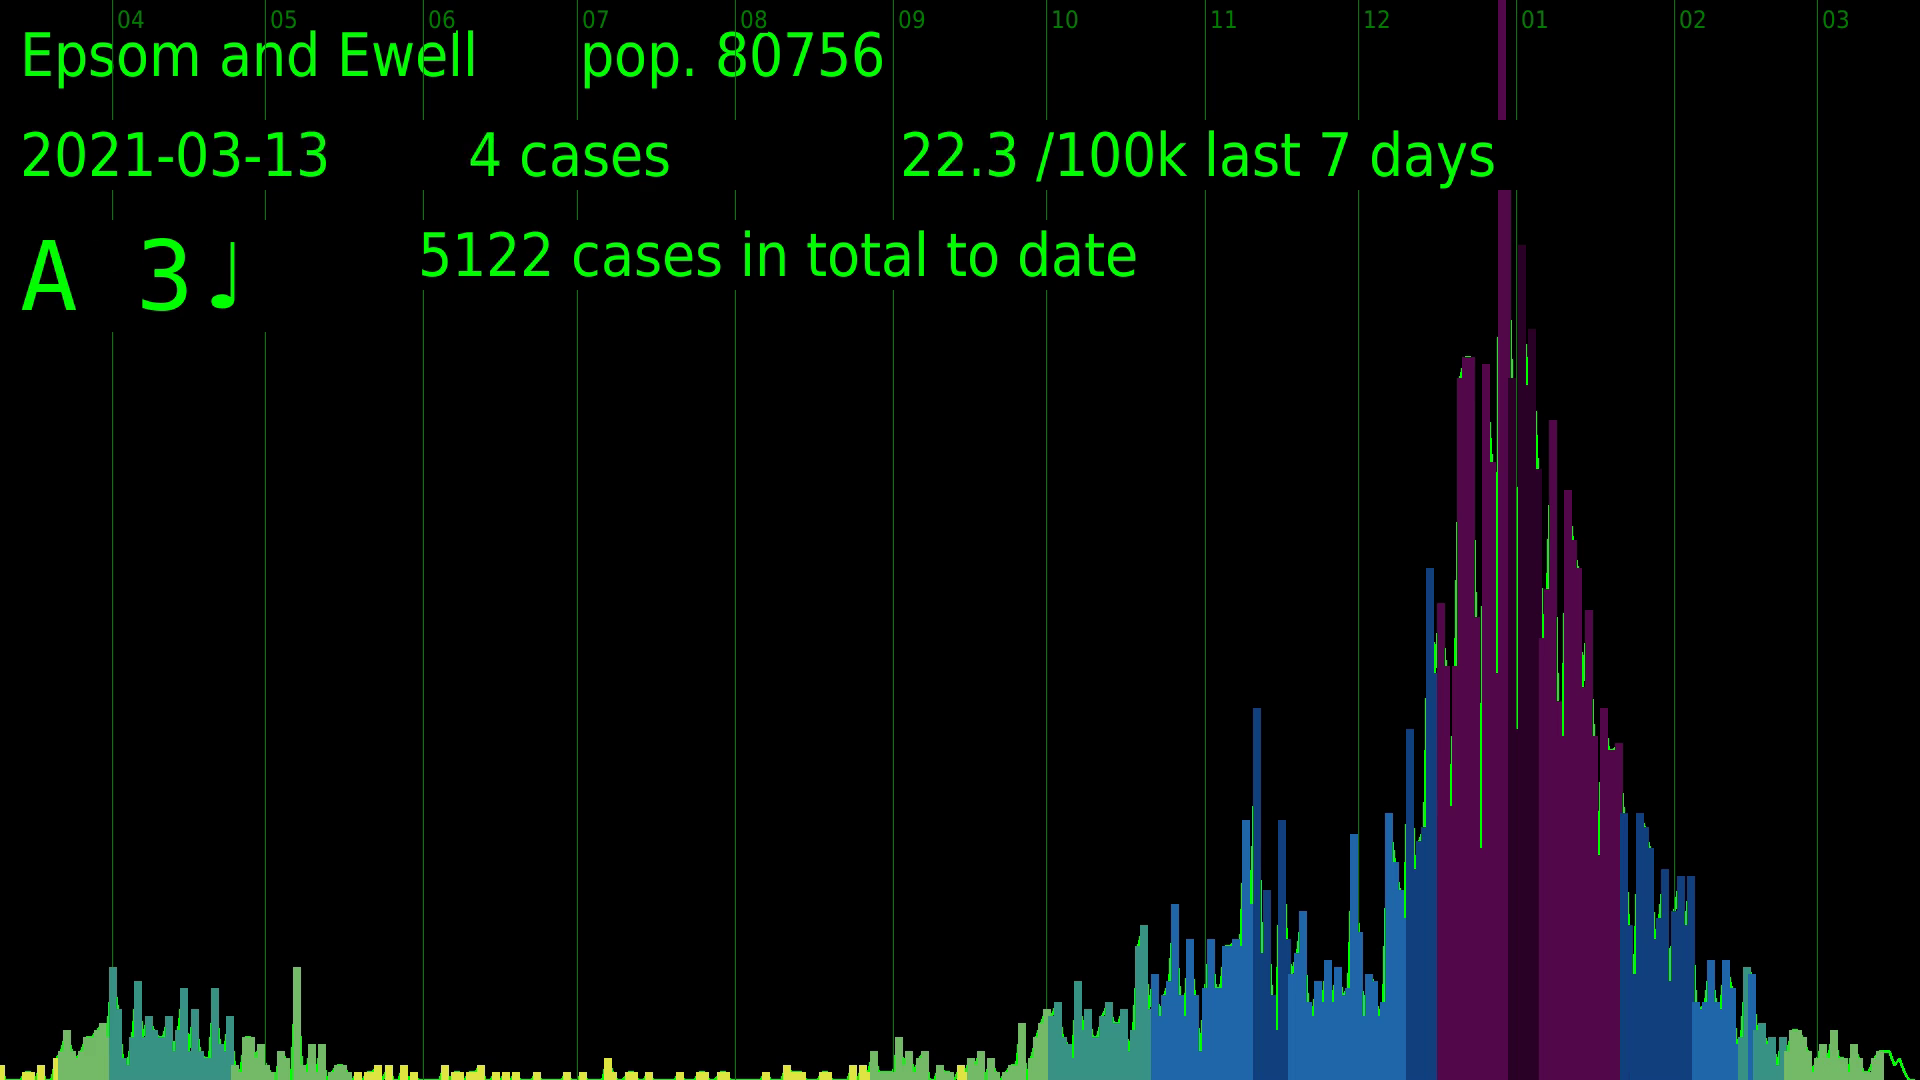 04 05 06 07 08 09 10 11 12 01 02 03
Epsom and Ewell pop. 80756
2021-03-13 4 cases 22.3 /100k last 7 days
5122 cases in total to date
A 3♩